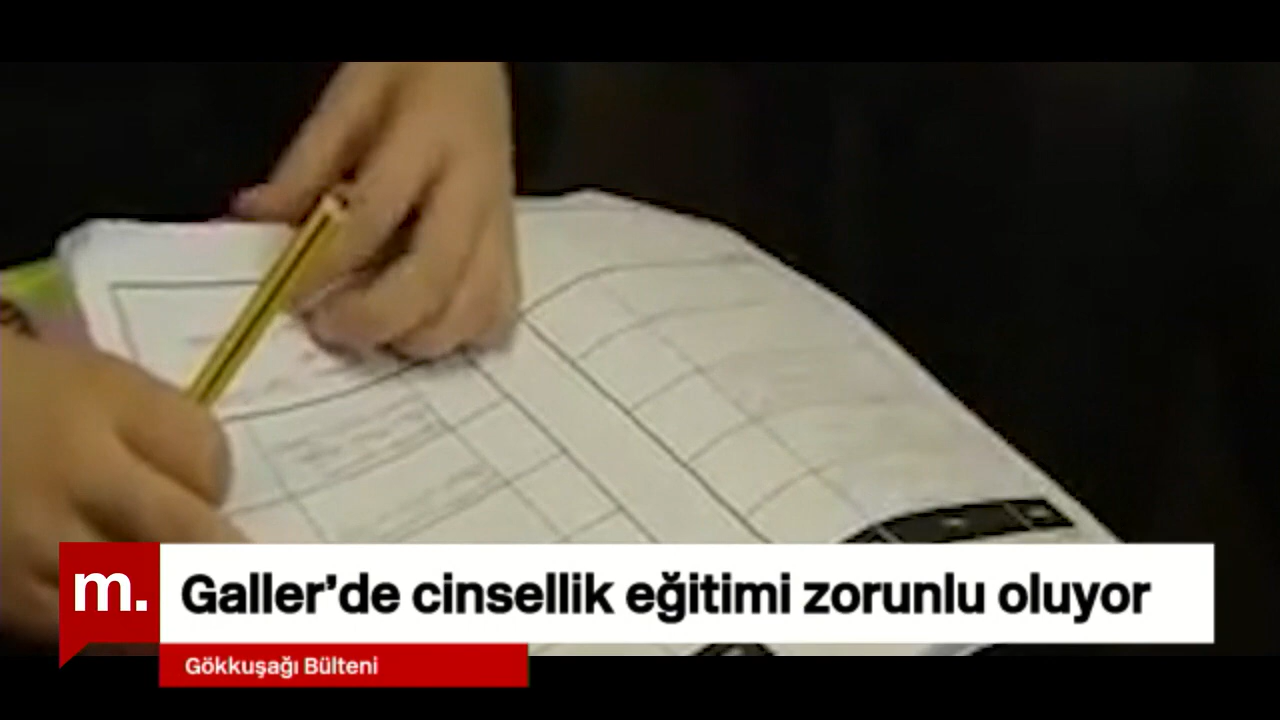 m.
Galler’de cinsellik eğitimi zorunlu oluyor
Gökkuşağı Bülteni